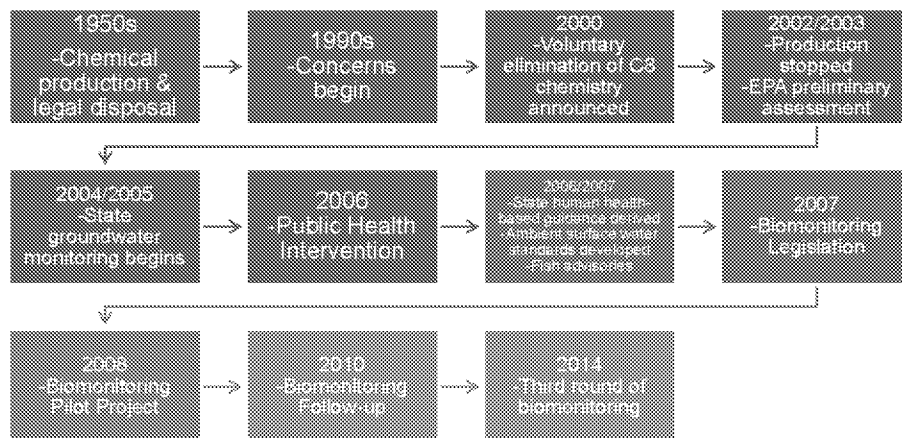 1950s
-Chemical
production &
legal disposal
1990s
-Concerns
begin
2000
-Voluntary
elimination of C8
chemistry
announced
2002/2003
-Production
stopped
-EPA preliminary
assessment
2004/2005
-State
groundwater
monitoring begins
2006
-Public Health
Intervention
2006/2007
-State human health-
based guidance derived
-Ambient surface water
standards developed
-Fish advisories
2007
-Biomonitoring
Legislation
2008
-Biomonitoring
Pilot Project
2010
-Biomonitoring
Follow-up
2014
-Third round of
biomonitoring